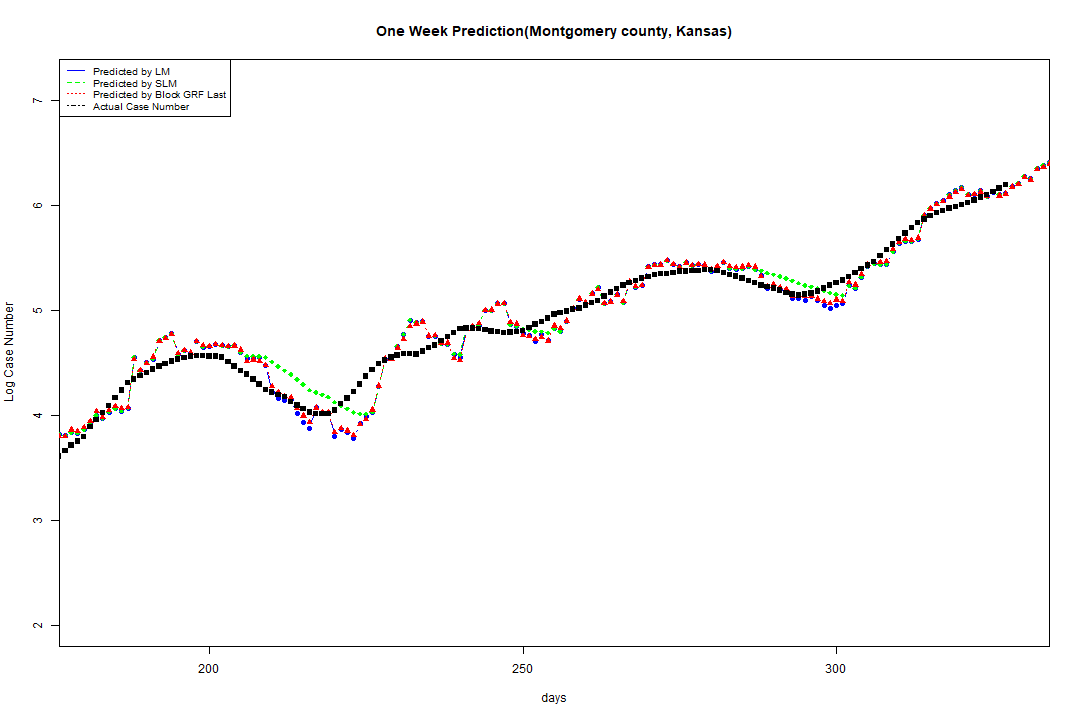 One Week Prediction(Montgomery county, Kansas)
Predicted by LM
Predicted by SLM
Predicted by Block GRF Last
Actual Case Number
Log Case Number
7
6
5
4
3
2
200 250 300
days